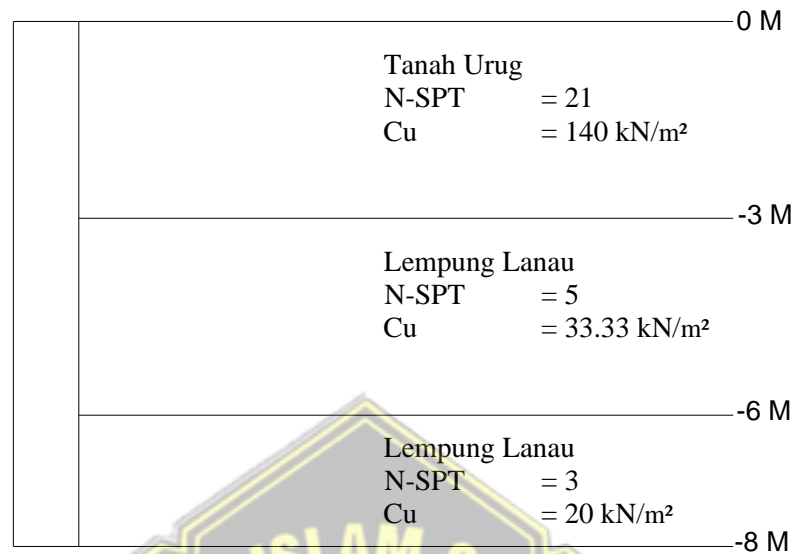 0 M
Tanah Urug
N-SPT = 21
Cu = 140 kN/m²
-3 M
Lempung Lanau
N-SPT = 5
Cu = 33.33 kN/m²
-6 M
Lempung Lanau
N-SPT = 3
Cu = 20 kN/m²
-8 M
ISLAM